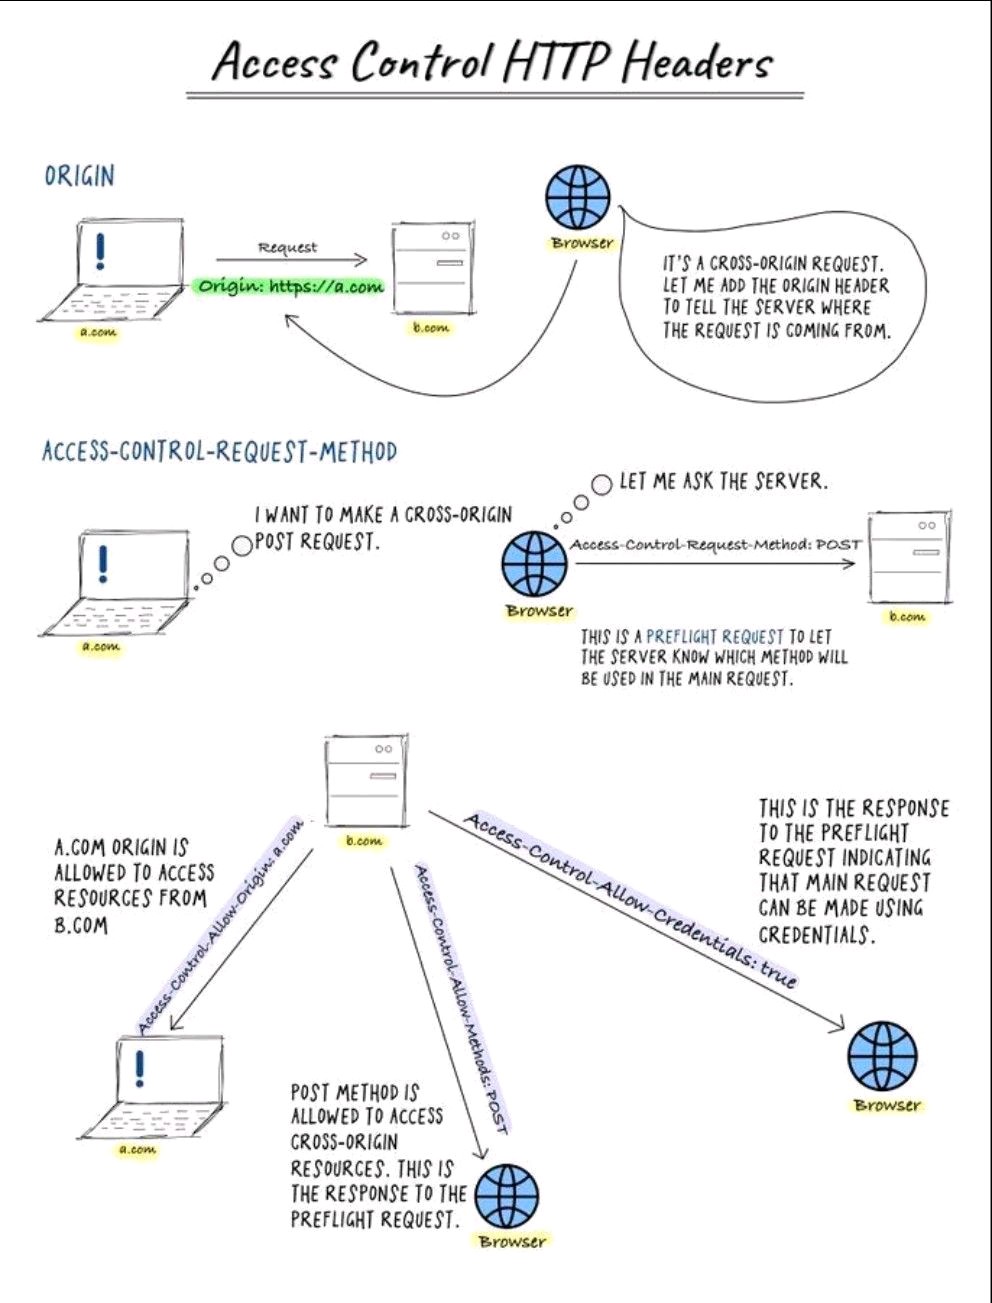 Access Control HTTP Headers
ORIGIN
Request
Origin: https://a.com
a.com
b.com
Browser
IT'S A CROSS-ORIGIN REQUEST.
LET ME ADD THE ORIGIN HEADER
TO TELL THE SERVER WHERE
THE REQUEST IS COMING FROM.
ACCESS-CONTROL-REQUEST-METHOD
I WANT TO MAKE A CROSS-ORIGIN
POST REQUEST.
a.com
LET ME ASK THE SERVER.
Access-Control-Request-Method: POST
Browser
b.com
THIS IS A PREFLIGHT REQUEST TO LET
THE SERVER KNOW WHICH METHOD WILL
BE USED IN THE MAIN REQUEST.
b.com
A.COM ORIGIN IS
ALLOWED TO ACCESS
RESOURCES FROM
B.COM
Access-Control-Allow-Origin: a.com
a.com
Access-Control-Allow-Methods: POST
POST METHOD IS
ALLOWED TO ACCESS
CROSS-ORIGIN
RESOURCES. THIS IS
THE RESPONSE TO THE
PREFLIGHT REQUEST.
Browser
Access-Control-Allow-Credentials: true
THIS IS THE RESPONSE
TO THE PREFLIGHT
REQUEST INDICATING
THAT MAIN REQUEST
CAN BE MADE USING
CREDENTIALS.
Browser